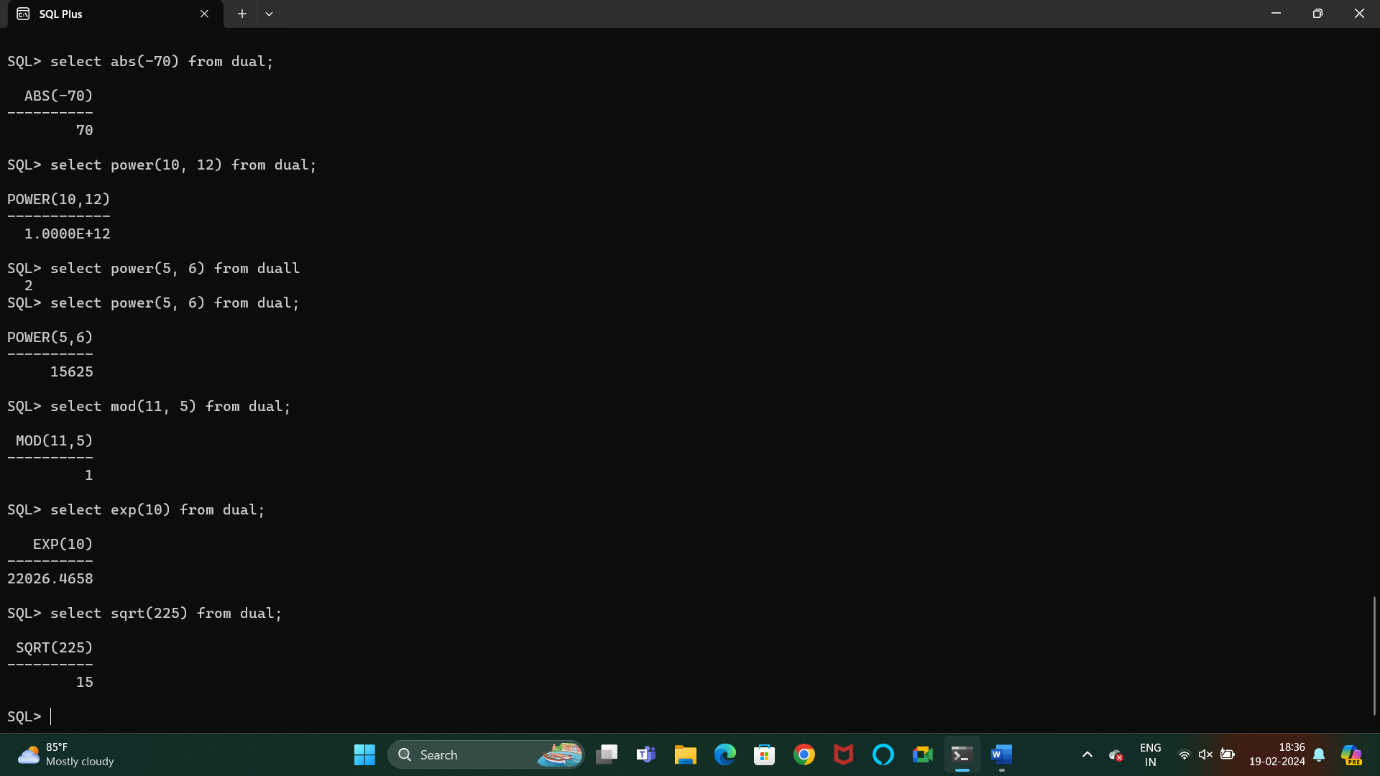 SQL Plus
SQL> select abs(-70) from dual;
ABS(-70)
----------
70
SQL> select power(10, 12) from dual;
POWER(10,12)
------------
1.0000E+12
SQL> select power(5, 6) from duall
2
SQL> select power(5, 6) from dual;
POWER(5,6)
----------
15625
SQL> select mod(11, 5) from dual;
MOD(11,5)
----------
1
SQL> select exp(10) from dual;
EXP(10)
----------
22026.4658
SQL> select sqrt(225) from dual;
SQRT(225)
----------
15
SQL>
85°F
Mostly cloudy
Search
ENG
IN
18:36
19-02-2024
PRE